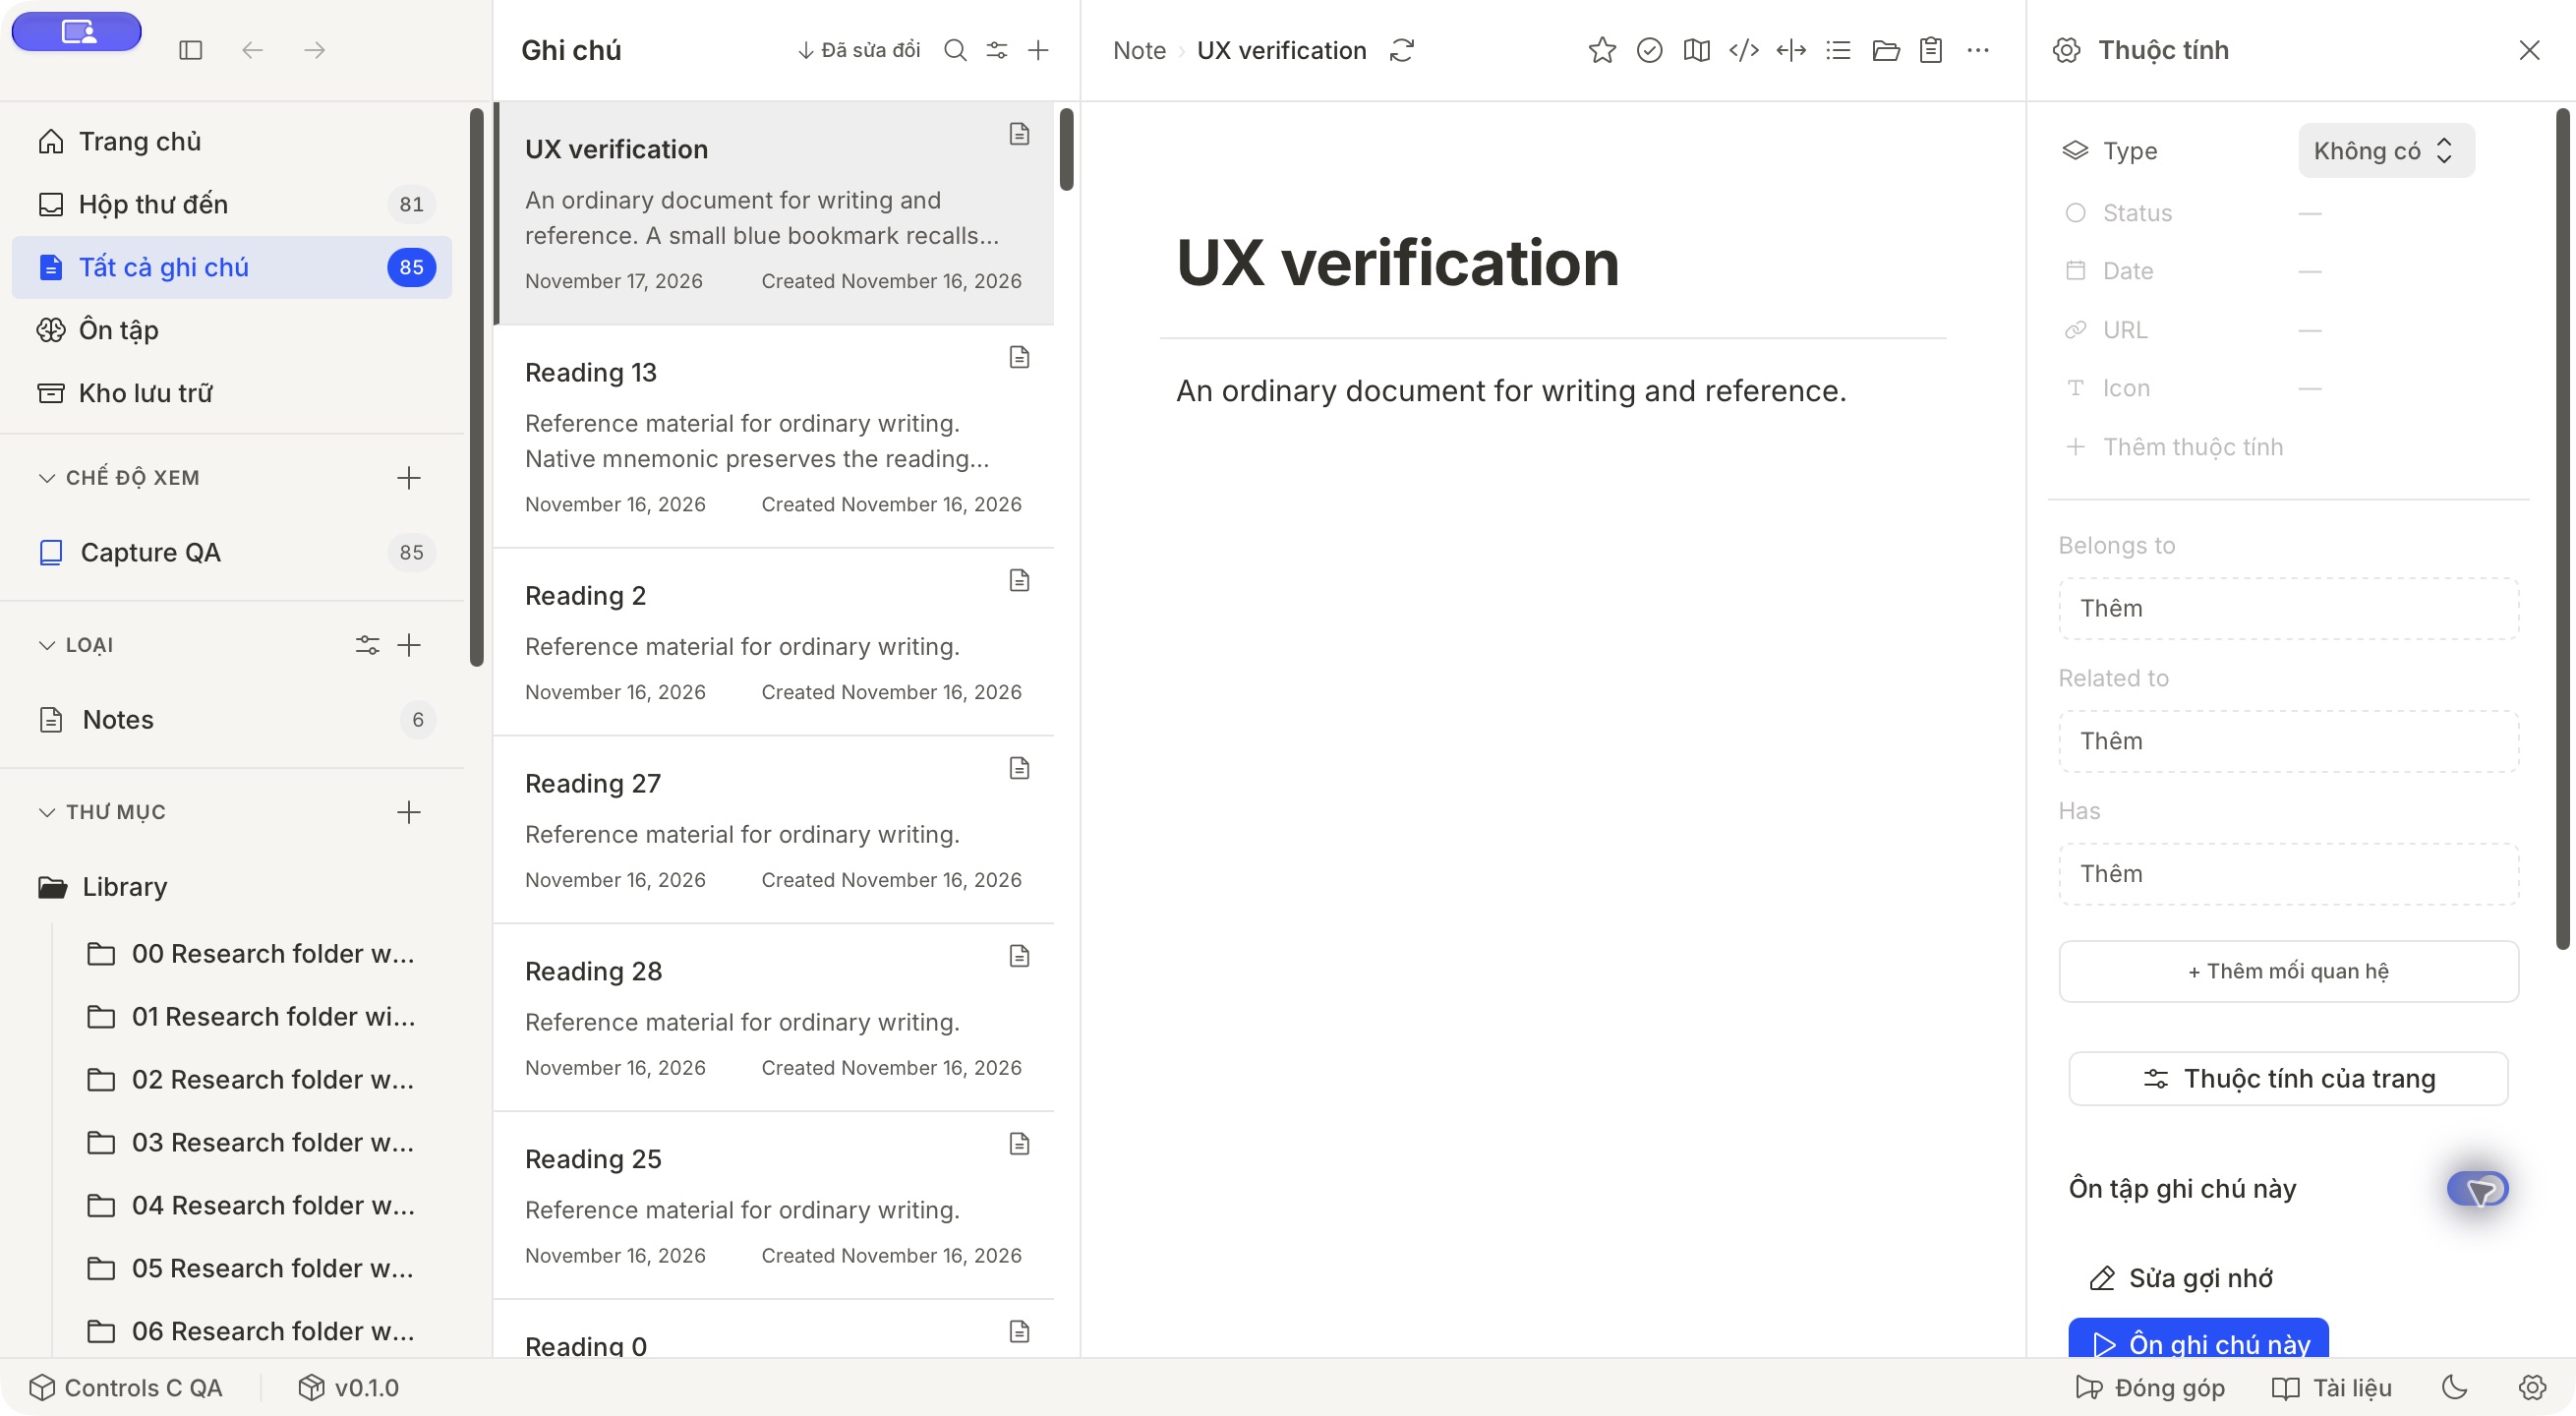 Trang chủ
Hộp thư đến 81
Tất cả ghi chú 85
Ôn tập
Kho lưu trữ
CHẾ ĐỘ XEM
Capture QA 85
LOẠI
Notes 6
THƯ MỤC
Library
00 Research folder w...
01 Research folder wi...
02 Research folder w...
03 Research folder w...
04 Research folder w...
05 Research folder w...
06 Research folder w...
Ghi chú Đã sửa đổi
UX verification
An ordinary document for writing and
reference. A small blue bookmark recalls...
November 17, 2026 Created November 16, 2026
Reading 13
Reference material for ordinary writing.
Native mnemonic preserves the reading...
November 16, 2026 Created November 16, 2026
Reading 2
Reference material for ordinary writing.
November 16, 2026 Created November 16, 2026
Reading 27
Reference material for ordinary writing.
November 16, 2026 Created November 16, 2026
Reading 28
Reference material for ordinary writing.
November 16, 2026 Created November 16, 2026
Reading 25
Reference material for ordinary writing.
November 16, 2026 Created November 16, 2026
Reading 0
Note › UX verification
UX verification
An ordinary document for writing and reference.
Thuộc tính
Type Không có
Status —
Date —
URL —
Icon —
+ Thêm thuộc tính
Belongs to
Thêm
Related to
Thêm
Has
Thêm
+ Thêm mối quan hệ
Thuộc tính của trang
Ôn tập ghi chú này
Sửa gợi nhớ
Ôn ghi chú này
Controls C QA v0.1.0
Đóng góp Tài liệu